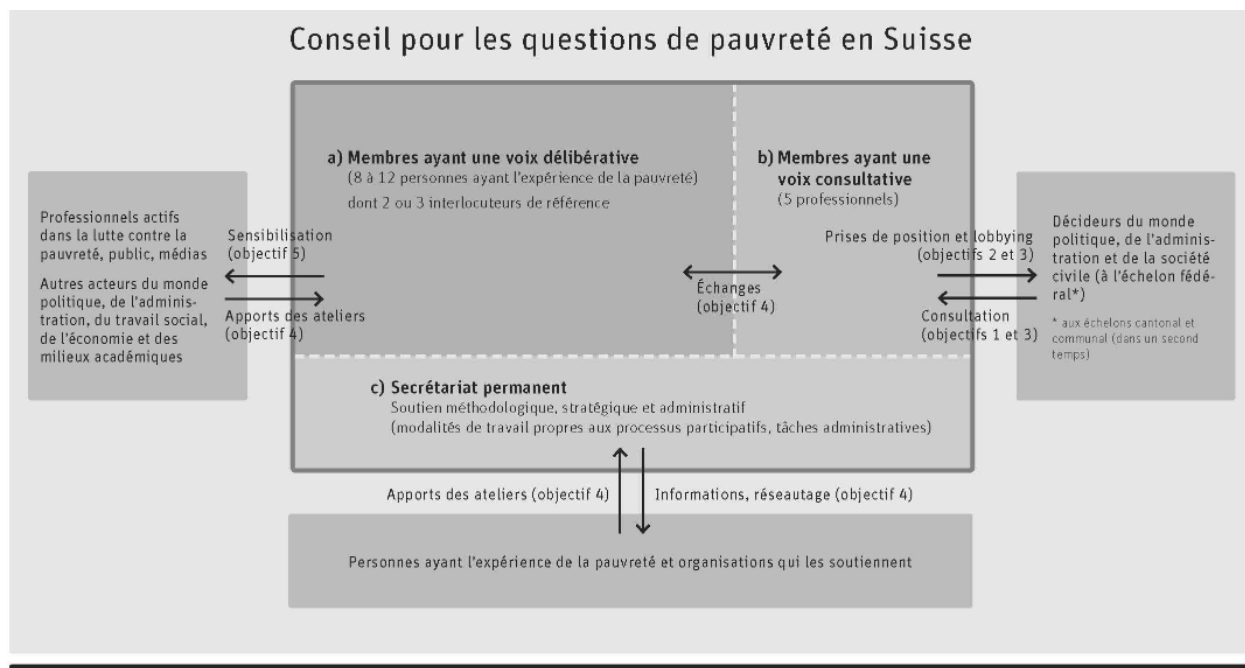 Conseil pour les questions de pauvreté en Suisse
a) Membres ayant une voix délibérative
(8 à 12 personnes ayant l'expérience de la pauvreté)
dont 2 ou 3 interlocuteurs de référence
b) Membres ayant une
voix consultative
(5 professionnels)
Professionnels actifs
dans la lutte contre la
pauvreté, public, médias
Autres acteurs du monde
politique, de l'adminis-
tration, du travail social,
de l'économie et des
milieux académiques
Sensibilisation
(objectif 5)
Apports des ateliers
(objectif 4)
Échanges
(objectif 4)
Prises de position et lobbying
(objectifs 2 et 3)
Consultation
(objectifs 1 et 3)
Décideurs du monde
politique, de l'adminis-
tration et de la société
civile (à l'échelon fédé-
ral*)
* aux échelons cantonal et
communal (dans un second
temps)
c) Secrétariat permanent
Soutien méthodologique, stratégique et administratif
(modalités de travail propres aux processus participatifs, tâches administratives)
Apports des ateliers (objectif 4)
Informations, réseautage (objectif 4)
Personnes ayant l'expérience de la pauvreté et organisations qui les soutiennent